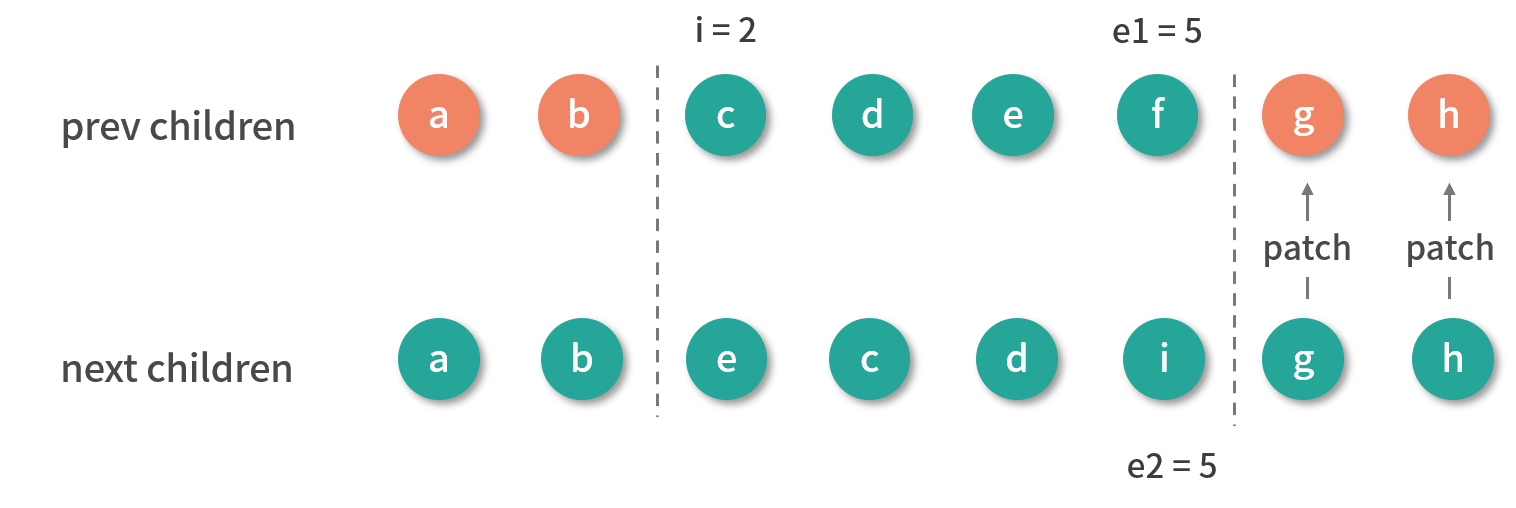 i = 2 e1 = 5
prev children a b c d e f g h
patch patch
next children a b e c d i g h
e2 = 5